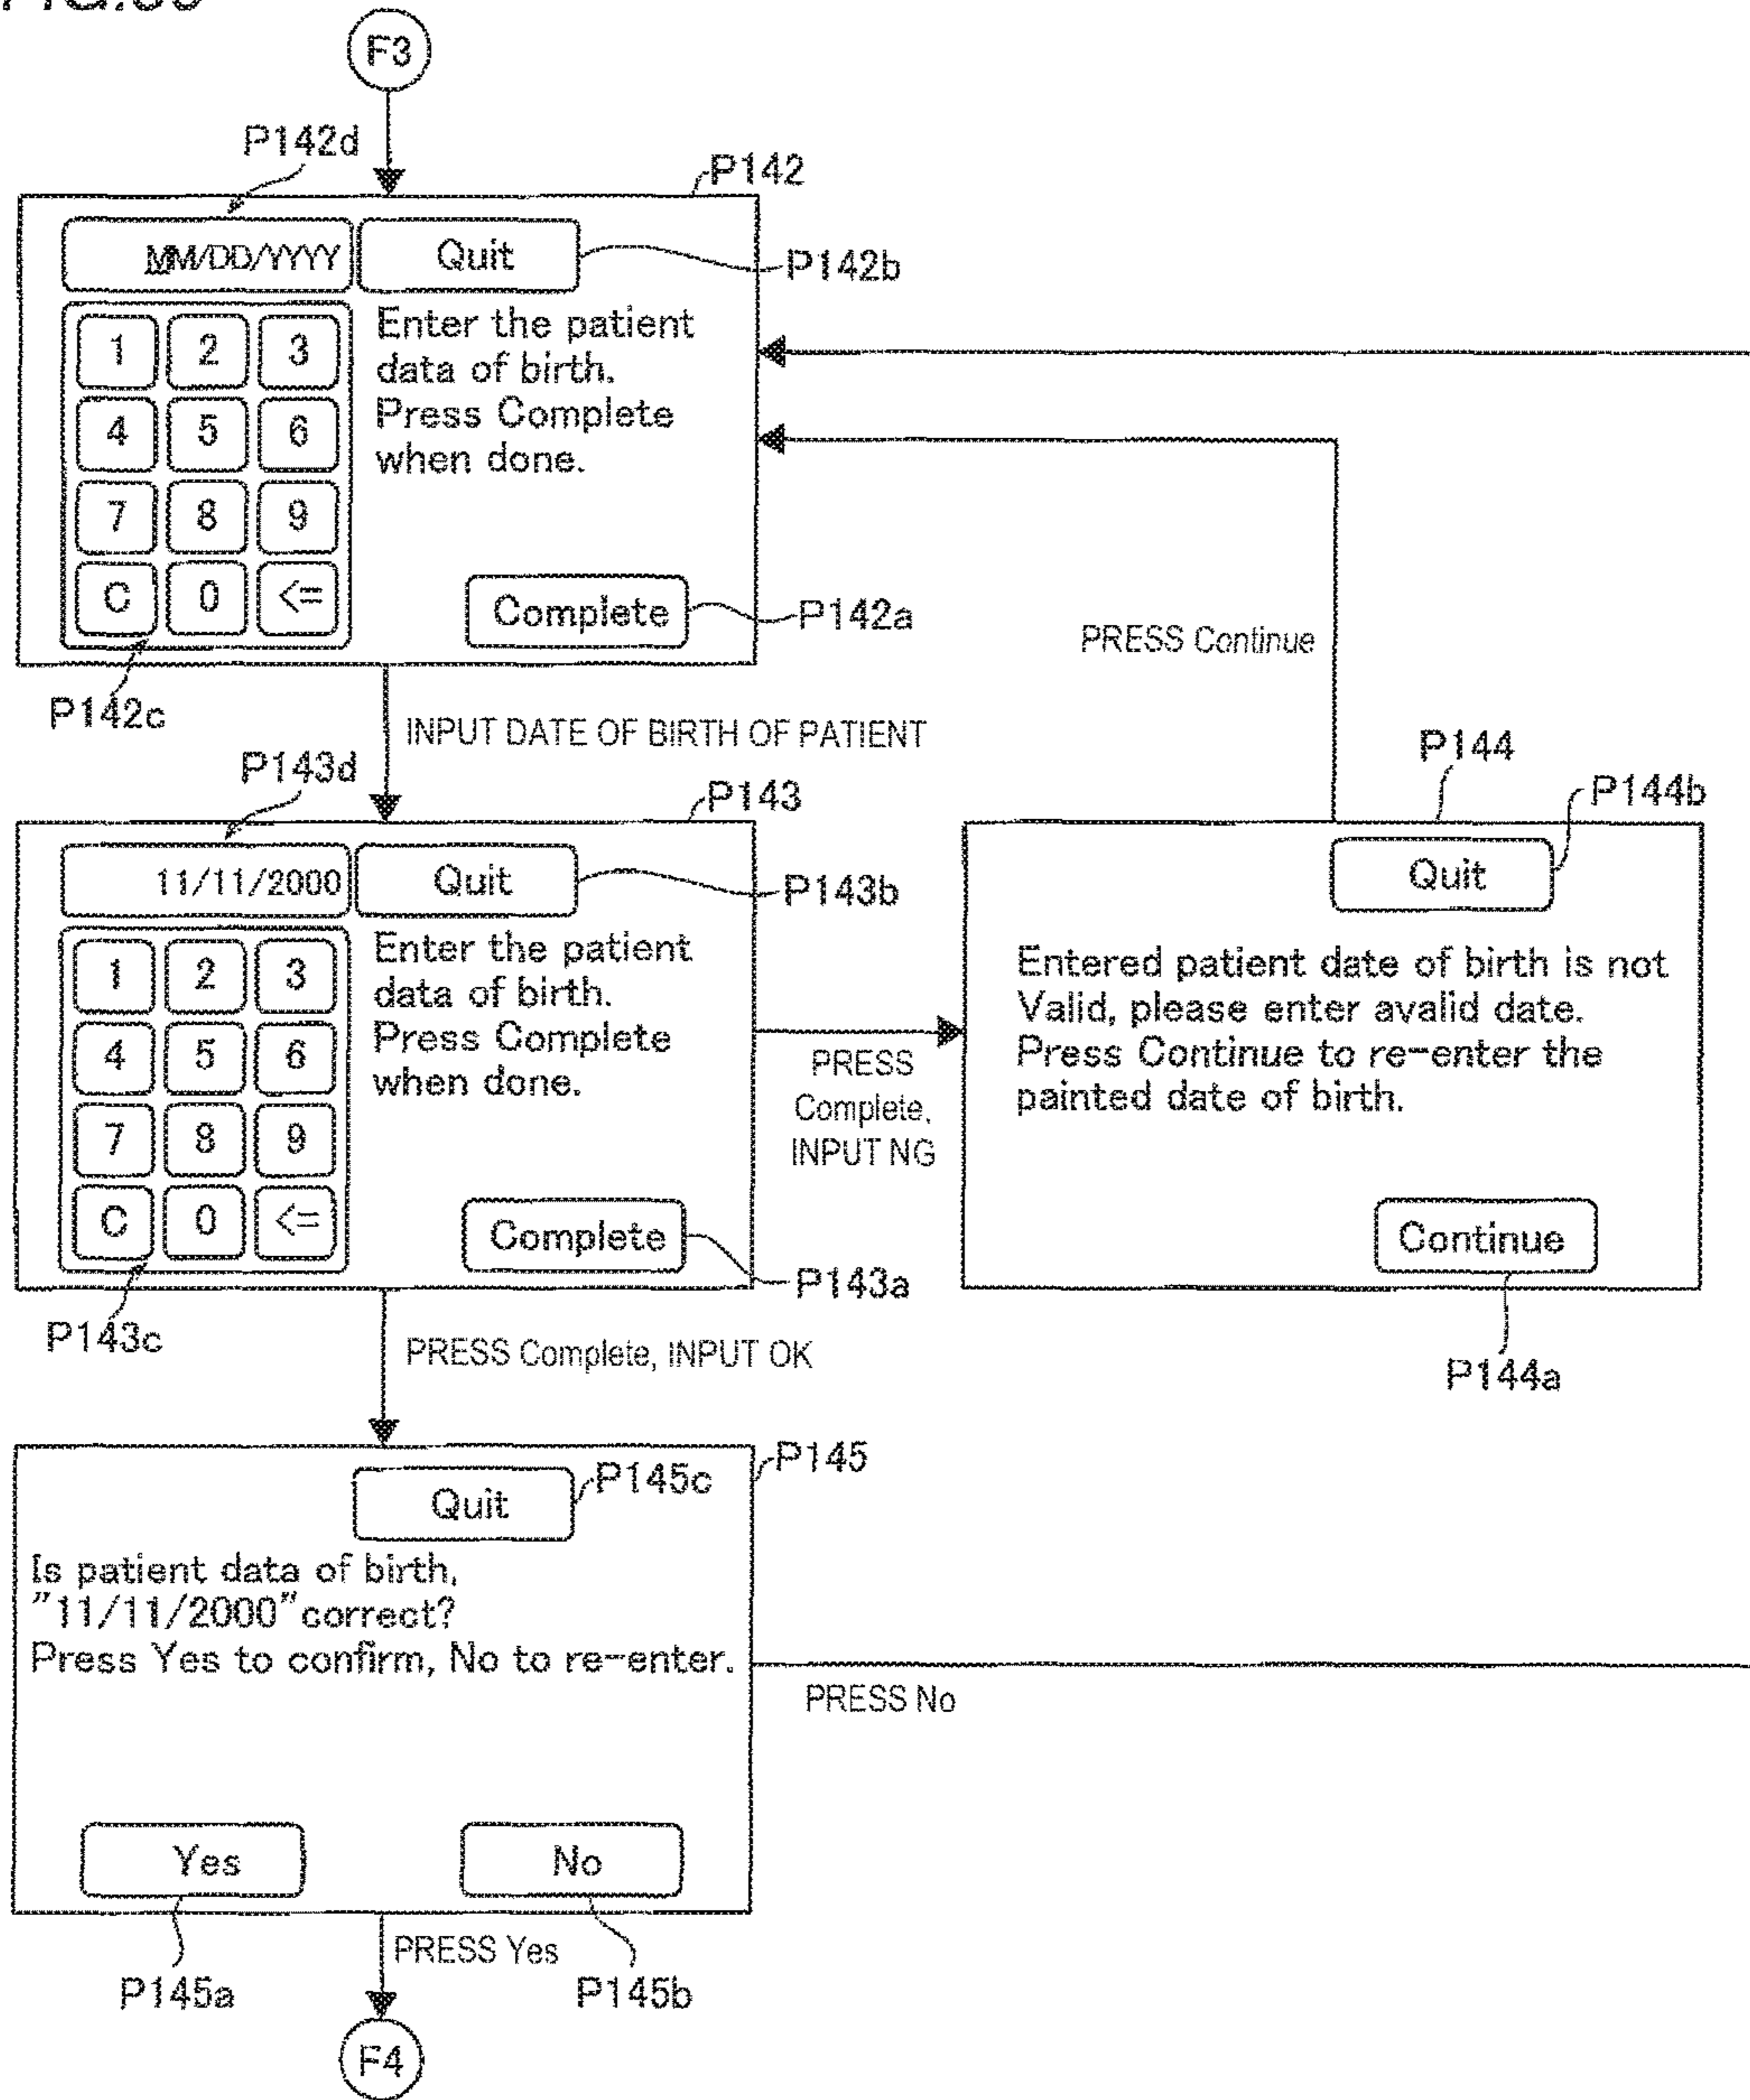 F3
P142d
P142
MM/DD/YYYY
Quit
P142b
1 2 3
4 5 6
7 8 9
C 0 <=
Enter the patient
data of birth.
Press Complete
when done.
Complete
P142a
P142c
INPUT DATE OF BIRTH OF PATIENT
PRESS Continue
P143d
P143
11/11/2000
Quit
P143b
1 2 3
4 5 6
7 8 9
C 0 <=
Enter the patient
data of birth.
Press Complete
when done.
Complete
P143a
P143c
PRESS
Complete,
INPUT NG
P144
P144b
Quit
Entered patient date of birth is not
Valid, please enter avalid date.
Press Continue to re-enter the
painted date of birth.
Continue
P144a
PRESS Complete, INPUT OK
P145
P145c
Quit
Is patient data of birth,
"11/11/2000" correct?
Press Yes to confirm, No to re-enter.
PRESS No
Yes
No
P145a
PRESS Yes
P145b
F4